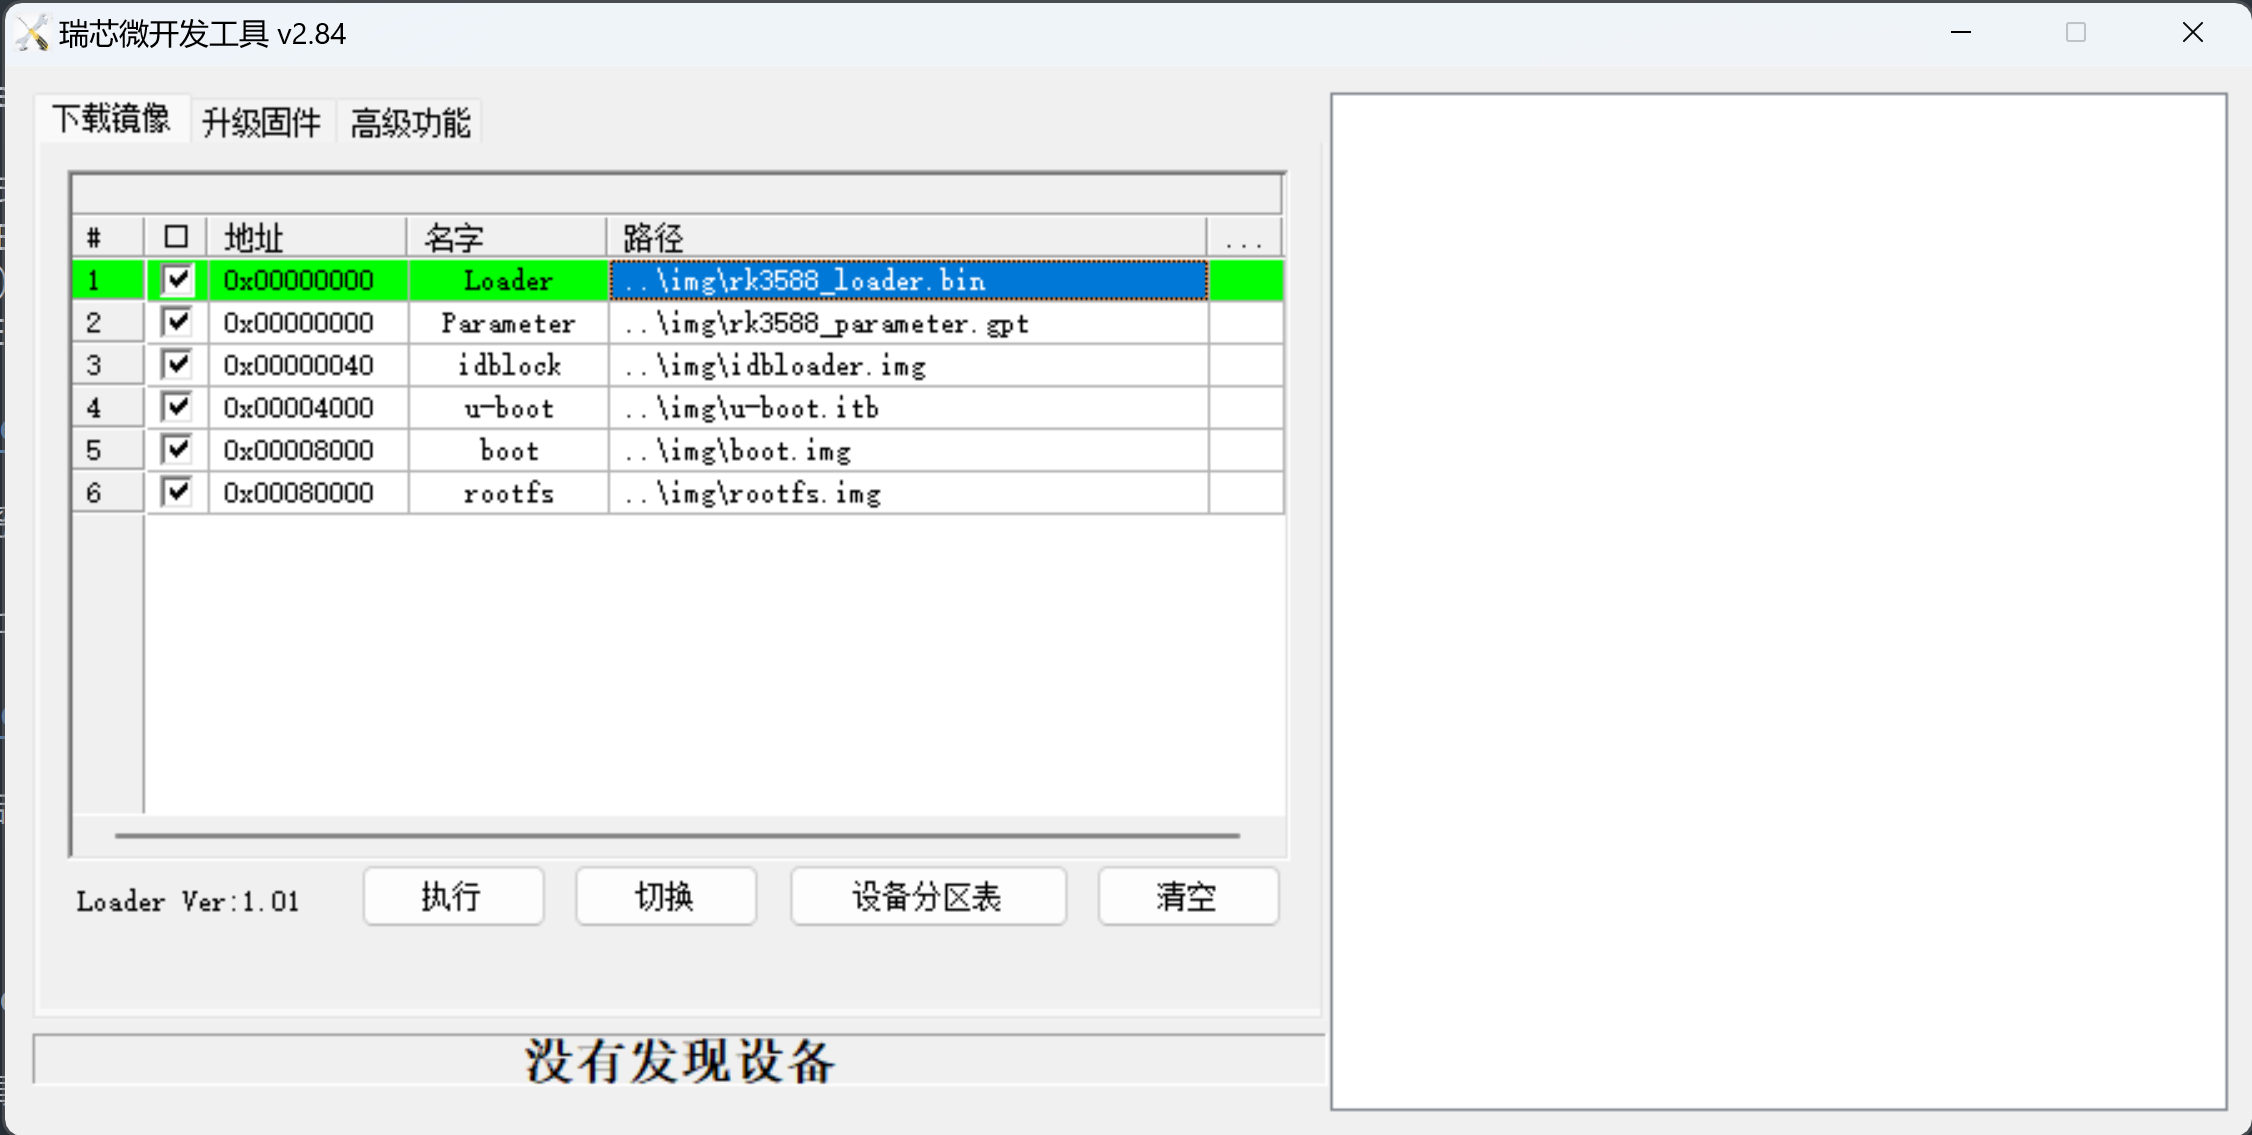 瑞芯微开发工具 v2.84
下载镜像 升级固件 高级功能
# 地址 名字 路径 ...
1 0x00000000 Loader ..\img\rk3588_loader.bin
2 0x00000000 Parameter ..\img\rk3588_parameter.gpt
3 0x00000040 idblock ..\img\idbloader.img
4 0x00004000 u-boot ..\img\u-boot.itb
5 0x00008000 boot ..\img\boot.img
6 0x00080000 rootfs ..\img\rootfs.img
Loader Ver:1.01 执行 切换 设备分区表 清空
没有发现设备